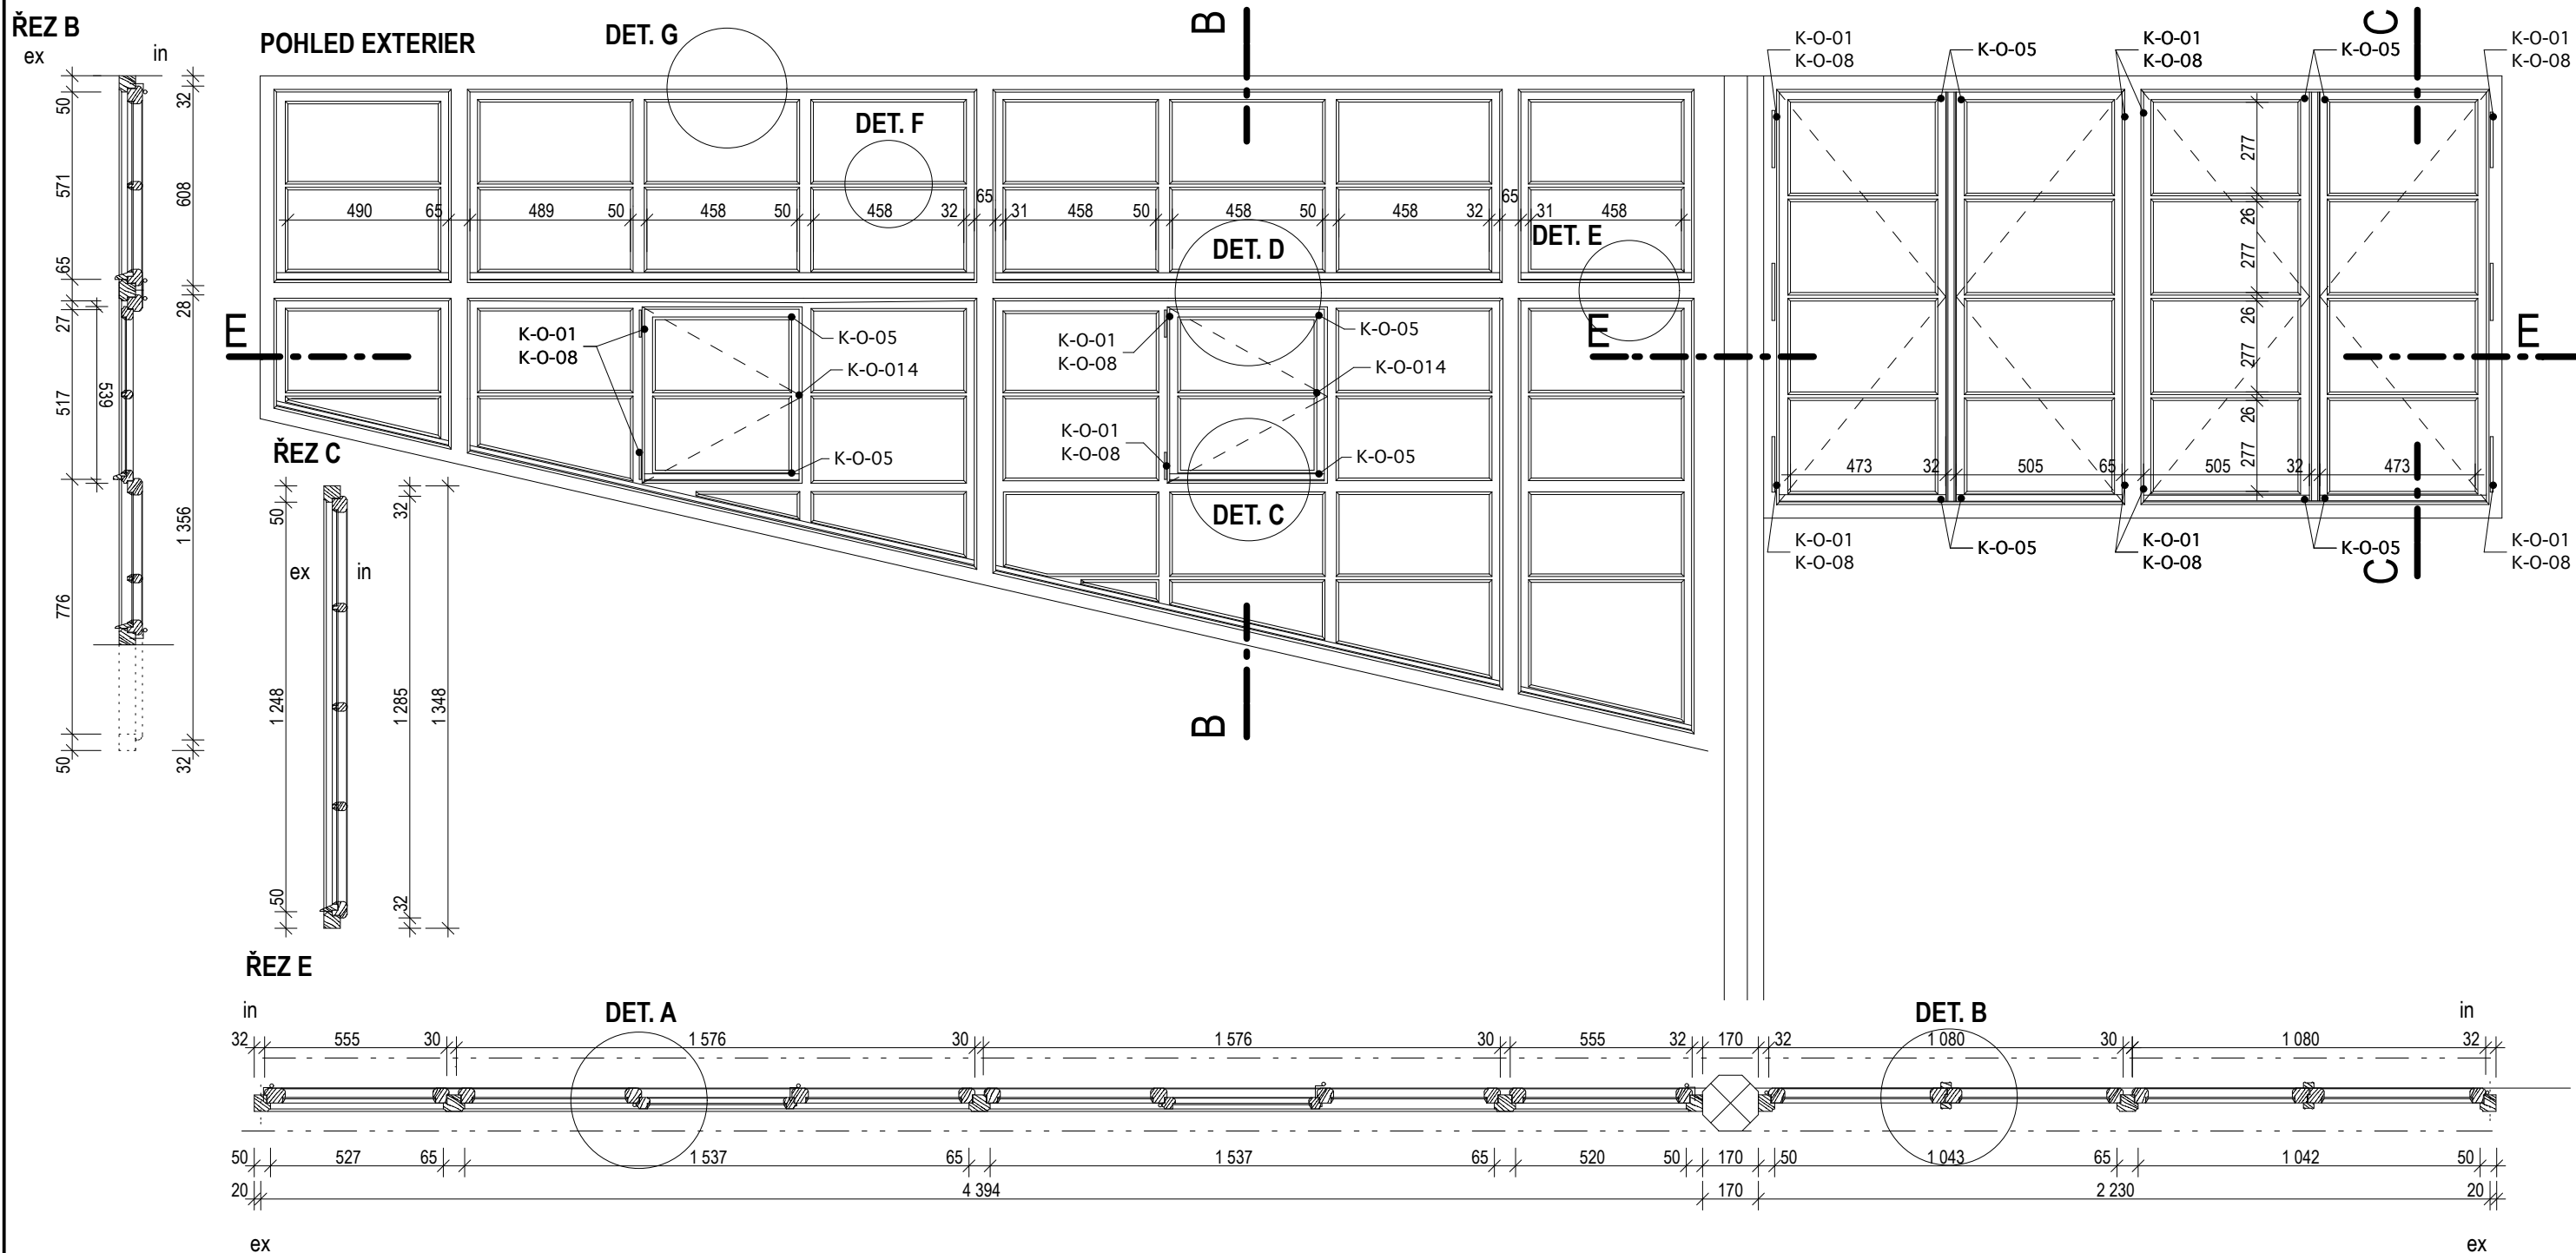 ŘEZ B
ex
in
50
571
65
27
517
539
776
50
32
608
28
1 356
32
POHLED EXTERIER
DET. G
DET. F
DET. D
DET. E
DET. C
B
B
C
C
E
E
E
490
65
489
50
458
50
458
32
65
31
458
50
458
50
458
32
65
31
458
K-O-01
K-O-08
K-O-05
K-O-014
K-O-05
K-O-01
K-O-08
K-O-05
K-O-014
K-O-01
K-O-08
K-O-05
K-O-01
K-O-08
K-O-05
K-O-01
K-O-08
K-O-05
K-O-01
K-O-08
277
26
277
26
277
26
277
473
32
505
65
505
32
473
K-O-01
K-O-08
K-O-05
K-O-01
K-O-08
K-O-05
K-O-01
K-O-08
ŘEZ C
ex
in
50
1 248
50
32
1 285
32
1 348
ŘEZ E
in
DET. A
DET. B
in
32
555
30
1 576
30
1 576
30
555
32
170
32
1 080
30
1 080
32
50
527
65
1 537
65
1 537
65
520
50
170
50
1 043
65
1 042
50
20
4 394
170
2 230
20
ex
ex